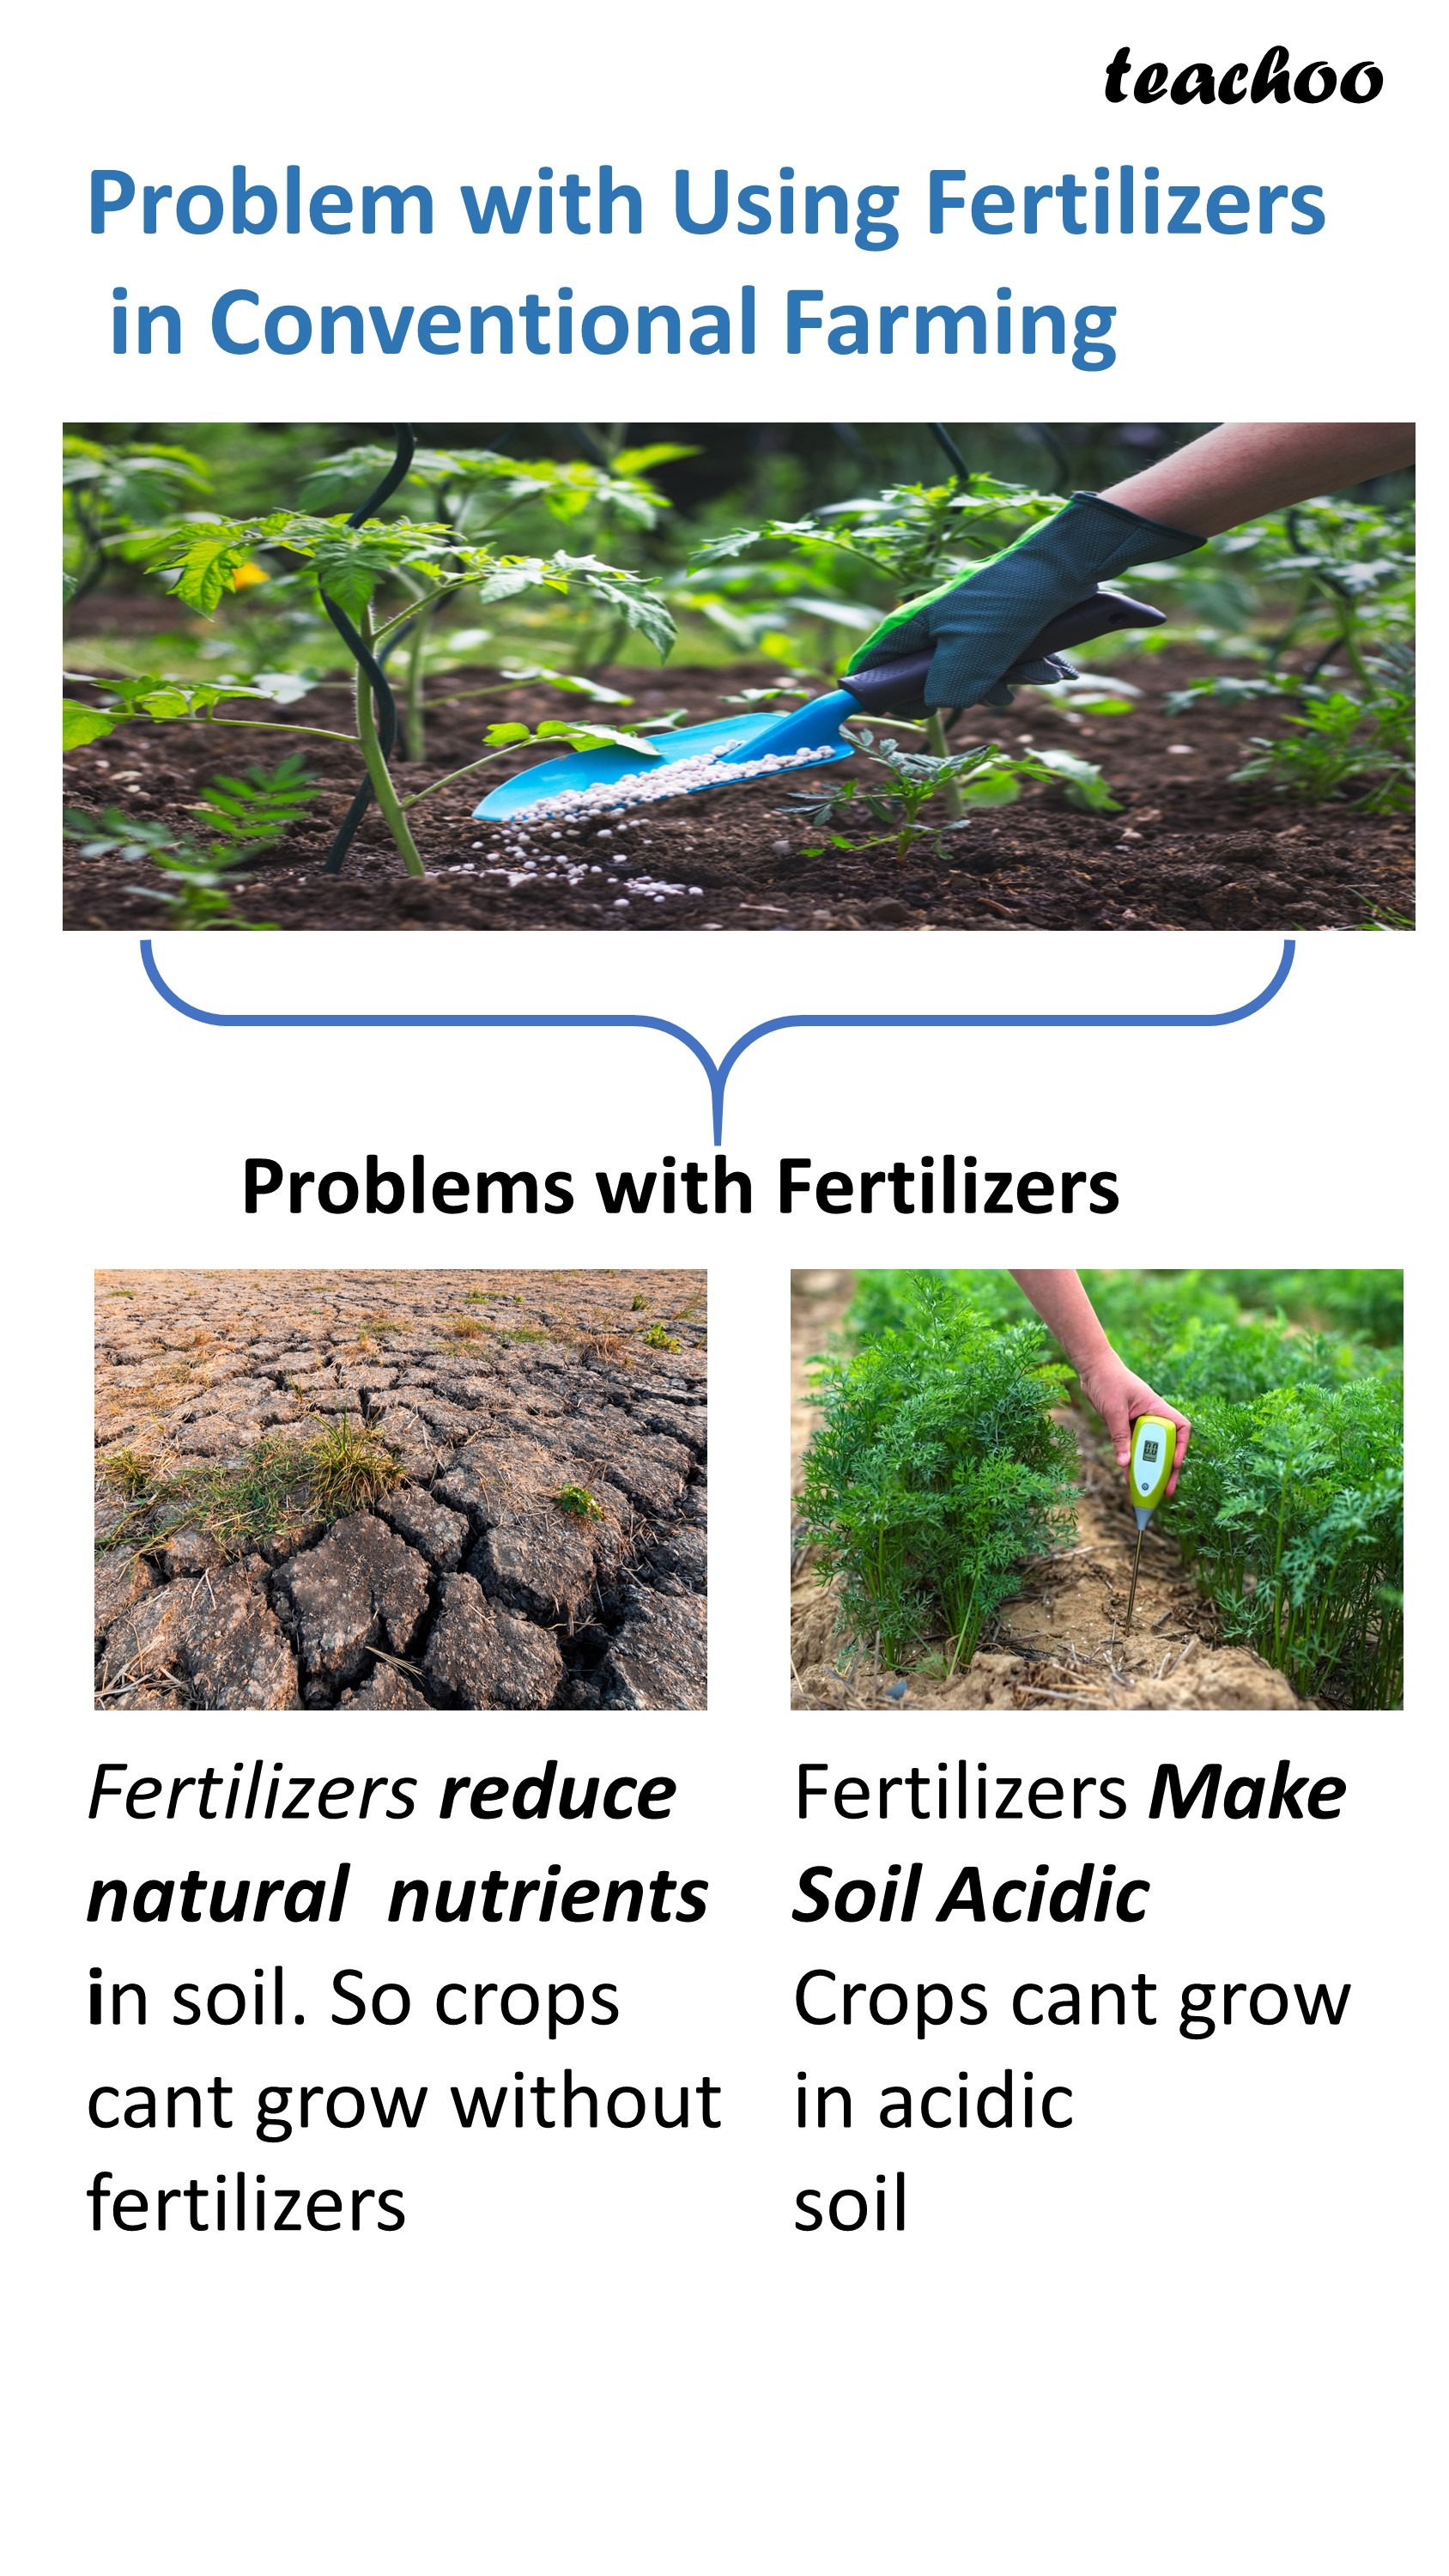 teachoo
Problem with Using Fertilizers
in Conventional Farming
Problems with Fertilizers
Fertilizers reduce
natural nutrients
in soil. So crops
cant grow without
fertilizers
Fertilizers Make
Soil Acidic
Crops cant grow
in acidic
soil